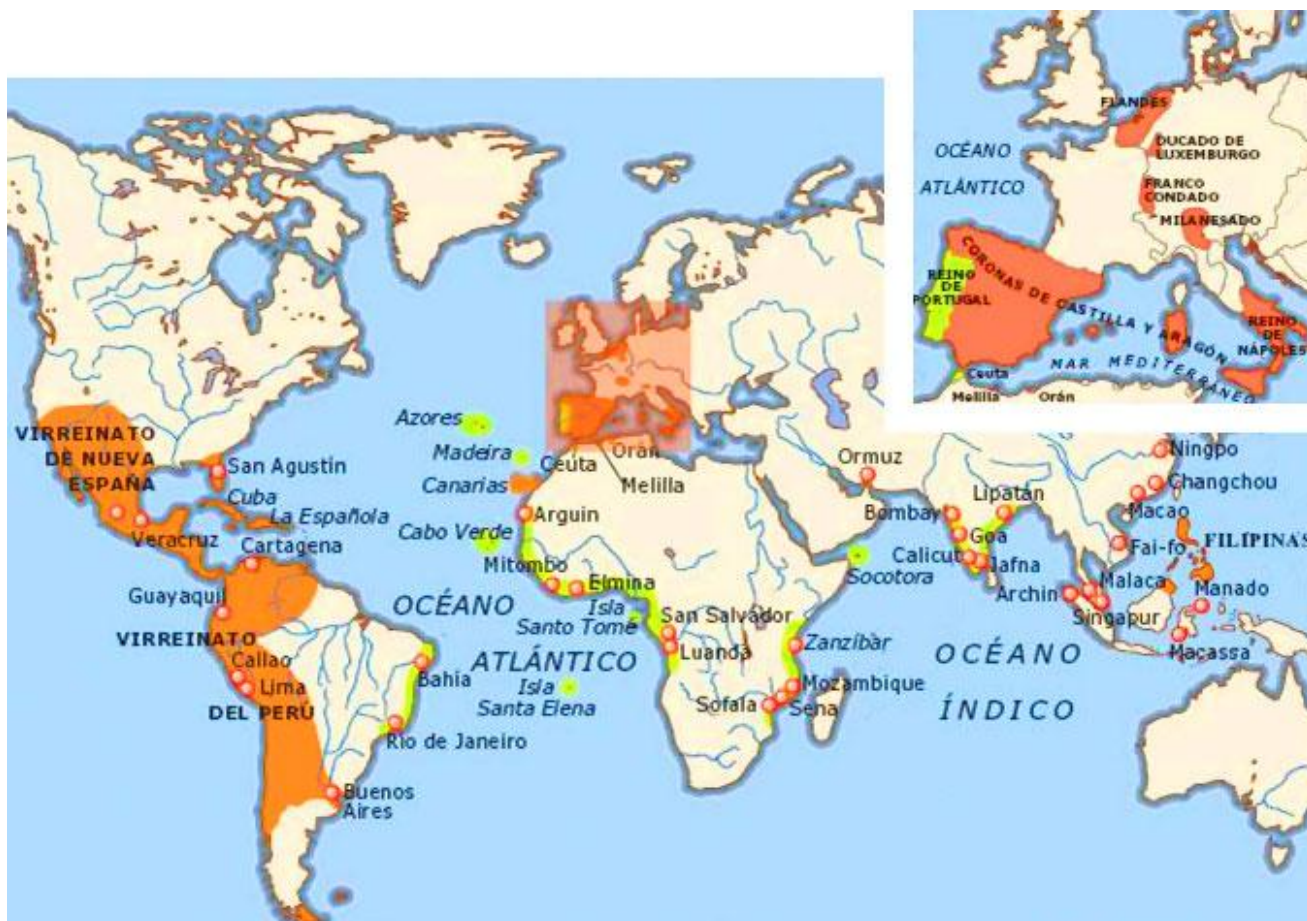 FLANDES
DUCADO DE
LUXEMBURGO
OCÉANO
ATLÁNTICO
FRANCO
CONDADO
MILANESADO
CORONAS DE CASTILLA Y ARAGÓN
REINO
DE
PORTUGAL
REINO
DE
NÁPOLES
MAR MEDITERRÁNEO
Ceuta
Melilla
Orán
VIRREINATO
DE NUEVA
ESPAÑA
San Agustín
Cuba
La Española
Veracruz
Cartagena
Guayaquil
VIRREINATO
Callao
Lima
DEL PERÚ
Bahia
Rio de Janeiro
Buenos
Aires
Azores
Madeira
Canarias
Cabo Verde
Ceuta
Orán
Melilla
Arguin
Mitombo
Elmina
OCÉANO
ATLÁNTICO
Isla
Santo Tomé
Isla
Santa Elena
San Salvador
Luanda
Zanzíbar
Mozambique
Sena
Sofala
Ormuz
Bombay
Lipatan
Goa
Calicut
Jafna
Socotora
Ningpo
Changchou
Macao
Fai-fo
FILIPINAS
Malaca
Manado
Archin
Singapur
Macassa
OCÉANO
ÍNDICO